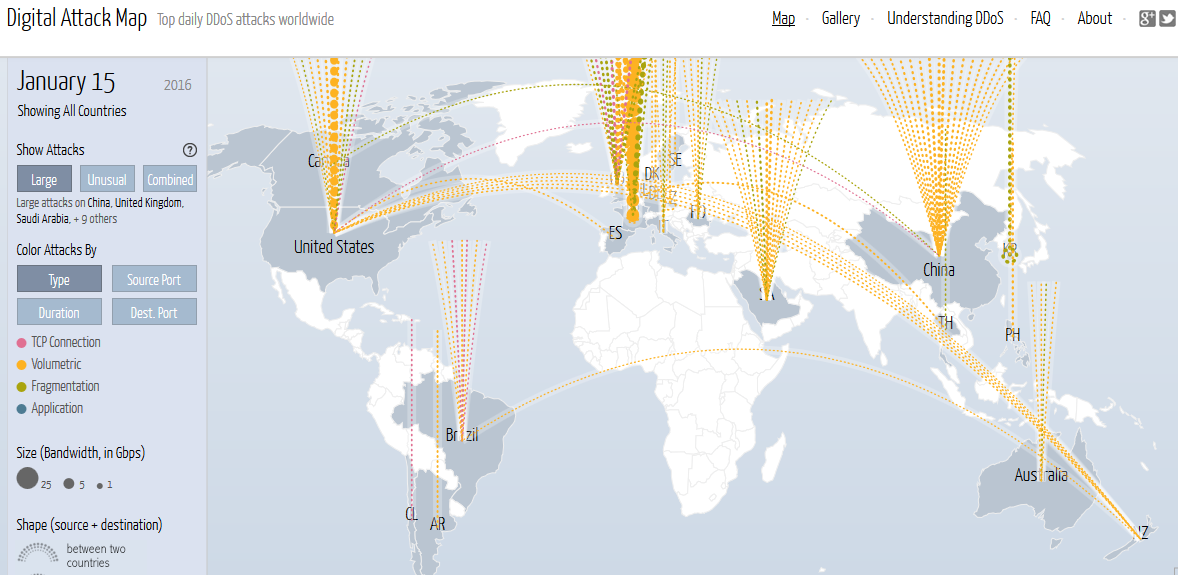 Digital Attack Map Top daily DDoS attacks worldwide
Map · Gallery · Understanding DDoS · FAQ · About
January 15 2016
Showing All Countries
Show Attacks ?
Large Unusual Combined
Large attacks on China, United Kingdom,
Saudi Arabia, + 9 others
Color Attacks By
Type Source Port
Duration Dest. Port
TCP Connection
Volumetric
Fragmentation
Application
Size (Bandwidth, in Gbps)
25 5 1
Shape (source + destination)
between two
countries
Canada
SE
DK
ES
United States
China
KR
SA
TH
PH
Brazil
Australia
CL
AR
NZ